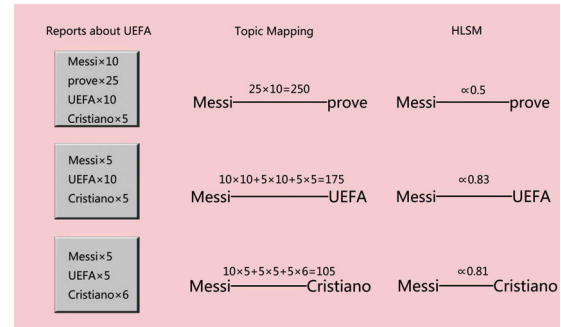 Reports about UEFA
Topic Mapping
HLSM
Messi×10
prove×25
UEFA×10
Cristiano×5
25×10=250
Messi prove
∝0.5
Messi prove
Messi×5
UEFA×10
Cristiano×5
10×10+5×10+5×5=175
Messi UEFA
∝0.83
Messi UEFA
Messi×5
UEFA×5
Cristiano×6
10×5+5×5+5×6=105
Messi Cristiano
∝0.81
Messi Cristiano